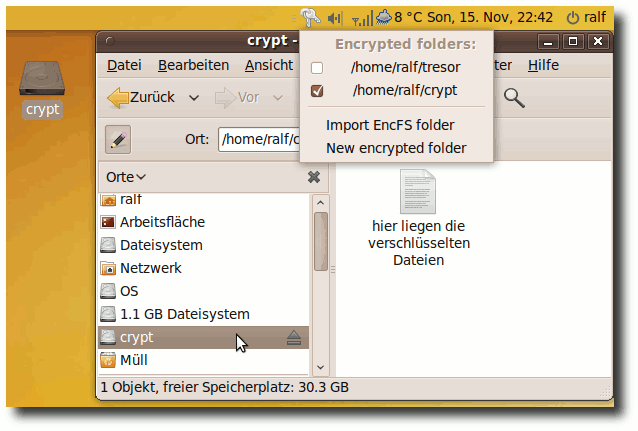 8 °C Son, 15. Nov, 22:42 ralf
crypt -
Encrypted folders:
/home/ralf/tresor
/home/ralf/crypt
Import EncFS folder
New encrypted folder
crypt
Datei Bearbeiten Ansicht ter Hilfe
Zurück Vor
Ort: /home/ralf/c
Orte
ralf
Arbeitsfläche
Dateisystem
Netzwerk
OS
1.1 GB Dateisystem
crypt
Müll
hier liegen die
verschlüsselten
Dateien
1 Objekt, freier Speicherplatz: 30.3 GB